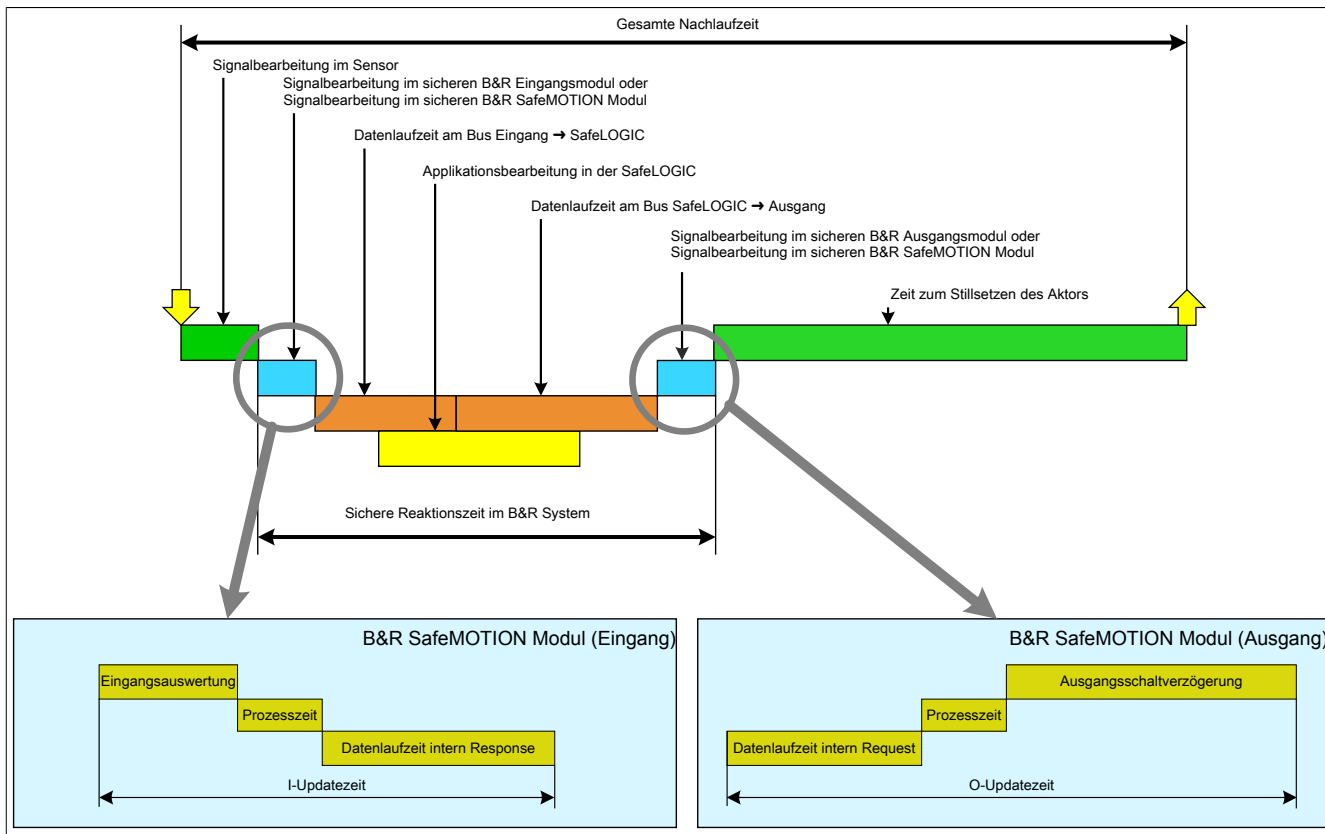 Gesamte Nachlaufzeit
Signalbearbeitung im Sensor
Signalbearbeitung im sicheren B&R Eingangsmodul oder
Signalbearbeitung im sicheren B&R SafeMOTION Modul
Datenlaufzeit am Bus Eingang ➜ SafeLOGIC
Applikationsbearbeitung in der SafeLOGIC
Datenlaufzeit am Bus SafeLOGIC ➜ Ausgang
Signalbearbeitung im sicheren B&R Ausgangsmodul oder
Signalbearbeitung im sicheren B&R SafeMOTION Modul
Zeit zum Stillsetzen des Aktors
Sichere Reaktionszeit im B&R System
B&R SafeMOTION Modul (Eingang)
Eingangsauswertung
Prozesszeit
Datenlaufzeit intern Response
I-Updatezeit
B&R SafeMOTION Modul (Ausgang)
Ausgangsschaltverzögerung
Prozesszeit
Datenlaufzeit intern Request
O-Updatezeit